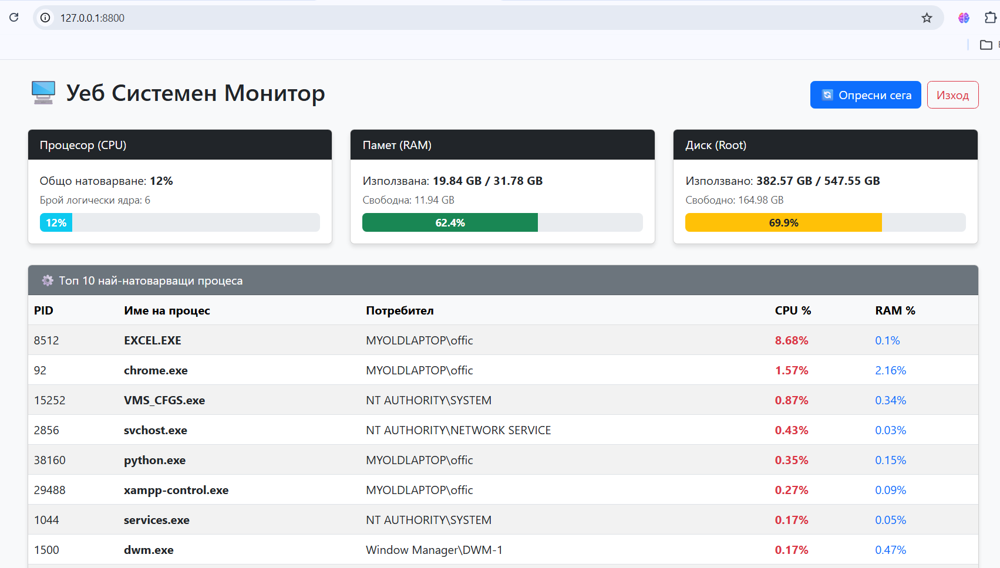 127.0.0.1:8800
Уеб Системен Монитор
Опресни сега
Изход
Процесор (CPU)
Общо натоварване: 12%
Брой логически ядра: 6
12%
Памет (RAM)
Използвана: 19.84 GB / 31.78 GB
Свободна: 11.94 GB
62.4%
Диск (Root)
Използвано: 382.57 GB / 547.55 GB
Свободно: 164.98 GB
69.9%
Топ 10 най-натоварващи процеса
PID Име на процес Потребител CPU % RAM %
8512 EXCEL.EXE MYOLDLAPTOP\offic 8.68% 0.1%
92 chrome.exe MYOLDLAPTOP\offic 1.57% 2.16%
15252 VMS_CFGS.exe NT AUTHORITY\SYSTEM 0.87% 0.34%
2856 svchost.exe NT AUTHORITY\NETWORK SERVICE 0.43% 0.03%
38160 python.exe MYOLDLAPTOP\offic 0.35% 0.15%
29488 xampp-control.exe MYOLDLAPTOP\offic 0.27% 0.09%
1044 services.exe NT AUTHORITY\SYSTEM 0.17% 0.05%
1500 dwm.exe Window Manager\DWM-1 0.17% 0.47%